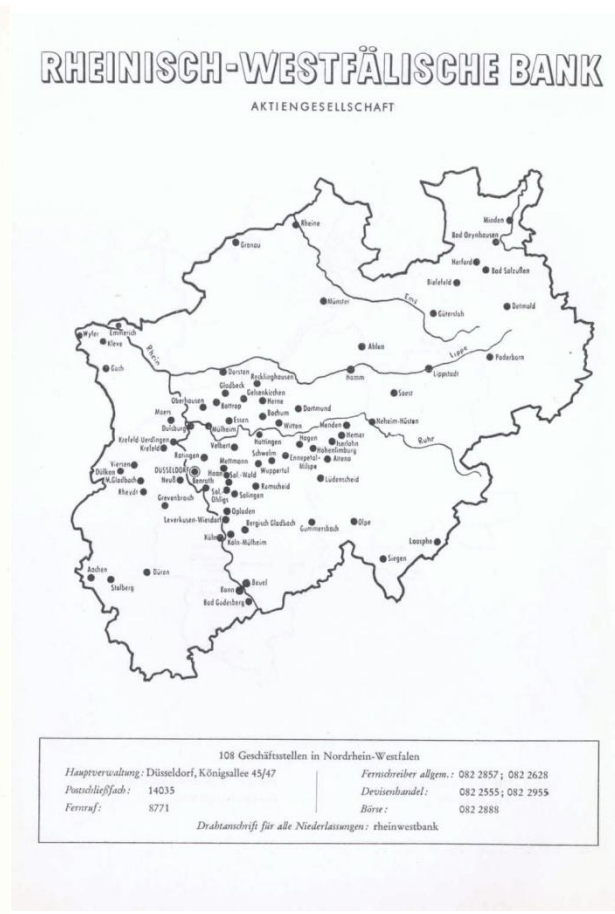 RHEINISCH-WESTFÄLISCHE BANK
AKTIENGESELLSCHAFT
Rheine
Gronau
Minden
Bad Oeynhausen
Herford
Bad Salzuflen
Bielefeld
Münster
Ems
Gütersloh
Detmold
Wyler
Emmerich
Kleve
Rhein
Ahlen
Lippe
Paderborn
Goch
Dorsten
Recklinghausen
Hamm
Lippstadt
Gladbeck
Gelsenkirchen
Soest
Oberhausen
Bottrop
Herne
Moers
Bochum
Dortmund
Duisburg
Mülheim
Essen
Witten
Menden
Neheim-Hüsten
Krefeld-Uerdingen
Hattingen
Hagen
Hemer
Ruhr
Krefeld
Velbert
Iserlohn
Hohenlimburg
Ratingen
Schwelm
Ennepetal-
Milspe
Altena
Viersen
Mettmann
Dülken
DÜSSELDORF
Haan
Sol.-Wald
Wuppertal
M.Gladbach
Neuß
Benrath
Remscheid
Lüdenscheid
Rheydt
Sol.-
Ohligs
Solingen
Grevenbroich
Opladen
Leverkusen-Wiesdorf
Bergisch Gladbach
Gummersbach
Olpe
Köln
Köln-Mülheim
Laasphe
Siegen
Aachen
Stolberg
Düren
Beuel
Bonn
Bad Godesberg
108 Geschäftsstellen in Nordrhein-Westfalen
Hauptverwaltung: Düsseldorf, Königsallee 45/47
Postschließfach: 14035
Fernruf: 8771
Fernschreiber allgem.: 082 2857; 082 2628
Devisenhandel: 082 2555; 082 2955
Börse: 082 2888
Drahtanschrift für alle Niederlassungen: rheinwestbank